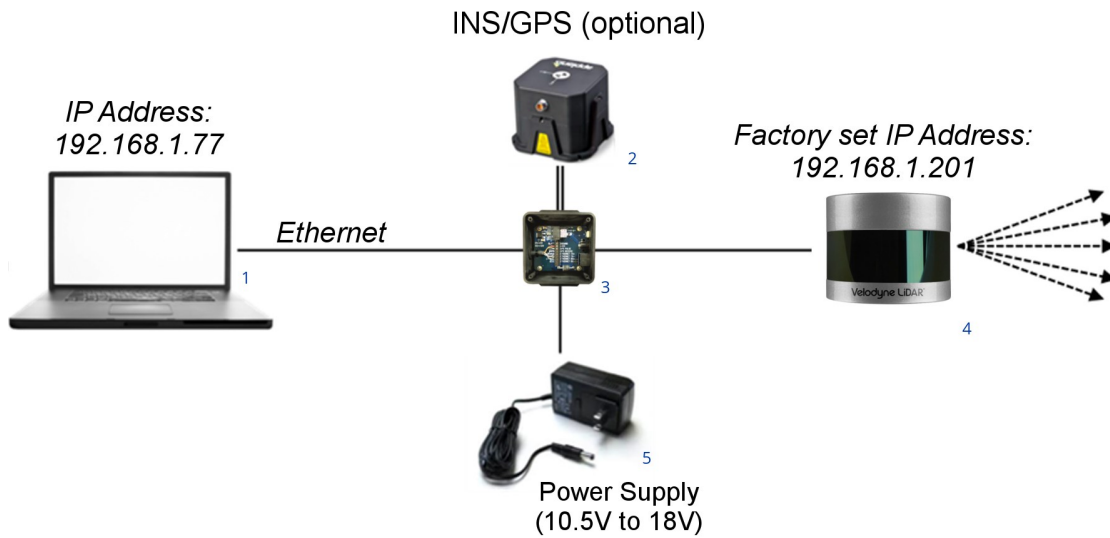 INS/GPS (optional)
IP Address:
192.168.1.77
2
Factory set IP Address:
192.168.1.201
Ethernet
1
3
Velodyne LiDAR
4
5
Power Supply
(10.5V to 18V)